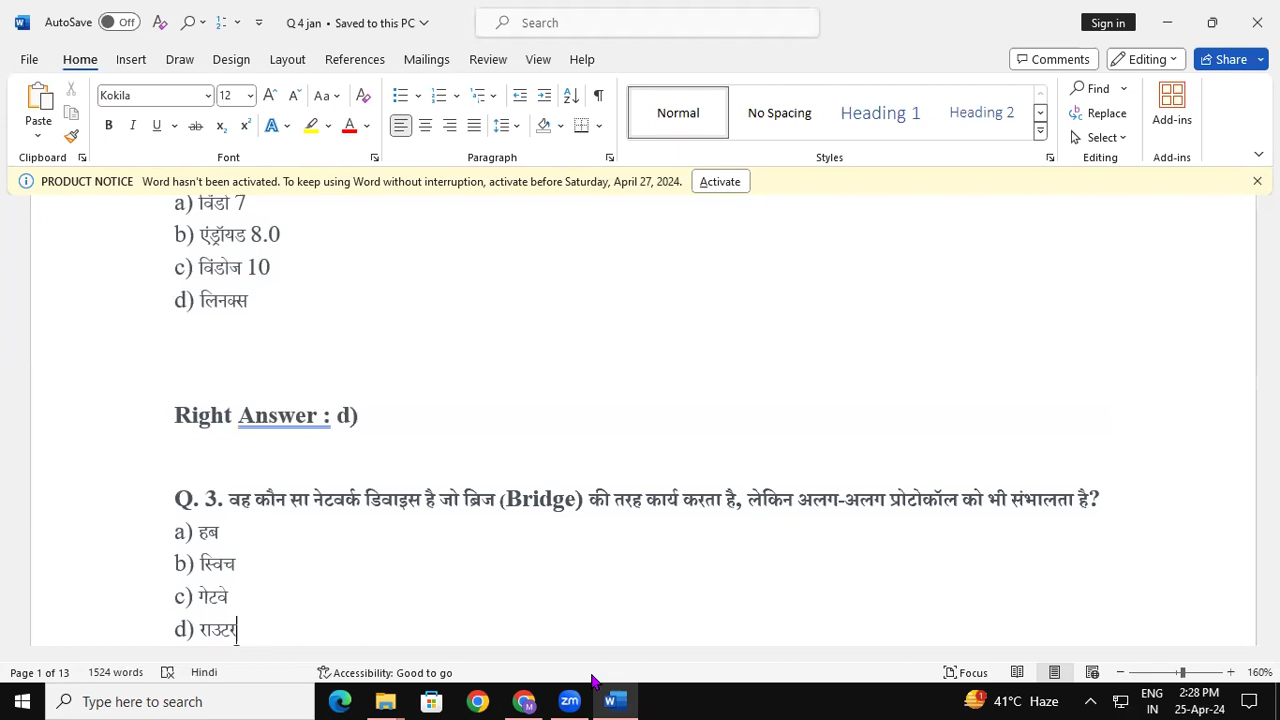 AutoSave Off Q 4 jan • Saved to this PC Search Sign in
File Home Insert Draw Design Layout References Mailings Review View Help Comments Editing Share
Paste Kokila 12 Aa Normal No Spacing Heading 1 Heading 2 Find Replace Select Add-ins
B I U ab x₂ x² A A
Clipboard Font Paragraph Styles Editing Add-ins
PRODUCT NOTICE Word hasn't been activated. To keep using Word without interruption, activate before Saturday, April 27, 2024. Activate
a) विंडो 7
b) एंड्रॉयड 8.0
c) विंडोज 10
d) लिनक्स
Right Answer : d)
Q. 3. वह कौन सा नेटवर्क डिवाइस है जो ब्रिज (Bridge) की तरह कार्य करता है, लेकिन अलग-अलग प्रोटोकॉल को भी संभालता है?
a) हब
b) स्विच
c) गेटवे
d) राउटर
Page 1 of 13 1524 words Hindi Accessibility: Good to go Focus 160%
Type here to search zm 1 41°C Haze ENG IN 2:28 PM 25-Apr-24